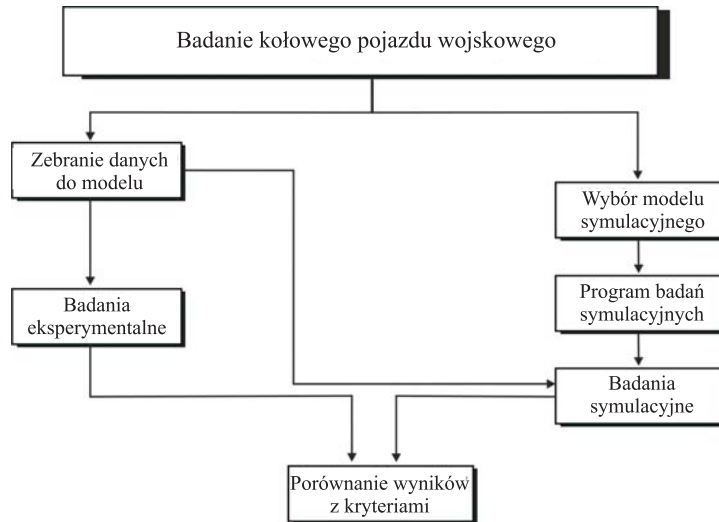 Badanie kołowego pojazdu wojskowego
Zebranie danych
do modelu
Wybór modelu
symulacyjnego
Badania
eksperymentalne
Program badań
symulacyjnych
Badania
symulacyjne
Porównanie wyników
z kryteriami